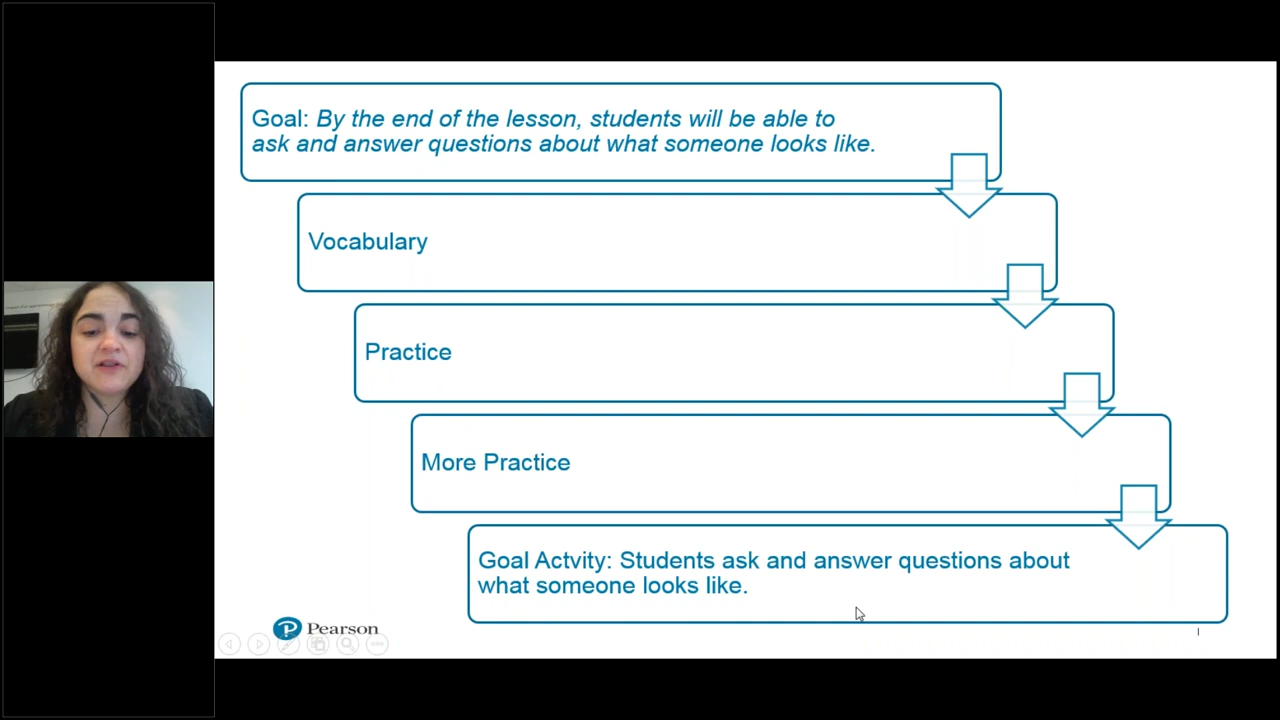 Goal: By the end of the lesson, students will be able to
ask and answer questions about what someone looks like.
Vocabulary
Practice
More Practice
Goal Actvity: Students ask and answer questions about
what someone looks like.
Pearson